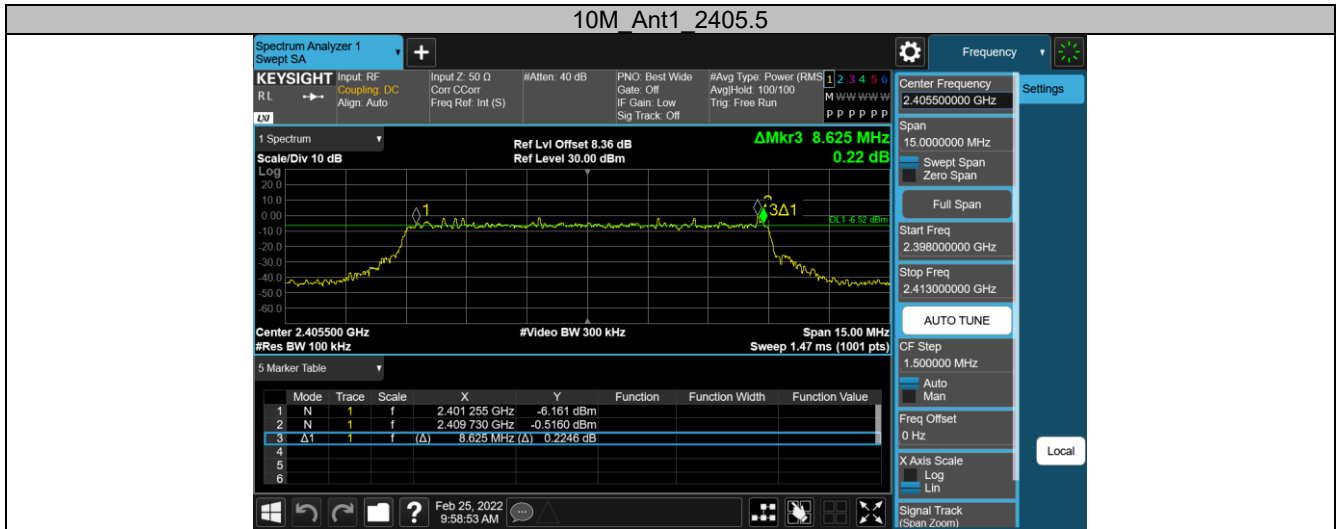 10M_Ant1_2405.5
Spectrum Analyzer 1
Swept SA
+
Frequency
KEYSIGHT
RL
LXI
Input: RF
Coupling: DC
Align: Auto
Input Z: 50 Ω
Corr CCorr
Freq Ref: Int (S)
#Atten: 40 dB
PNO: Best Wide
Gate: Off
IF Gain: Low
Sig Track: Off
#Avg Type: Power (RMS
Avg|Hold: 100/100
Trig: Free Run
1 2 3 4 5 6
M W W W W W
P P P P P P
1 Spectrum
Scale/Div 10 dB
Ref Lvl Offset 8.36 dB
Ref Level 30.00 dBm
ΔMkr3 8.625 MHz
0.22 dB
Log
20.0
10.0
0.00
-10.0
-20.0
-30.0
-40.0
-50.0
-60.0
1
3Δ1
DL1 -6.52 dBm
Center 2.405500 GHz
#Video BW 300 kHz
Span 15.00 MHz
#Res BW 100 kHz
Sweep 1.47 ms (1001 pts)
5 Marker Table
Mode Trace Scale X Y Function Function Width Function Value
1 N 1 f 2.401 255 GHz -6.161 dBm
2 N 1 f 2.409 730 GHz -0.5160 dBm
3 Δ1 1 f (Δ) 8.625 MHz (Δ) 0.2246 dB
4
5
6
?
Feb 25, 2022
9:58:53 AM
Center Frequency
2.405500000 GHz
Span
15.0000000 MHz
Swept Span
Zero Span
Full Span
Start Freq
2.398000000 GHz
Stop Freq
2.413000000 GHz
AUTO TUNE
CF Step
1.500000 MHz
Auto
Man
Freq Offset
0 Hz
X Axis Scale
Log
Lin
Signal Track
(Span Zoom)
Settings
Local